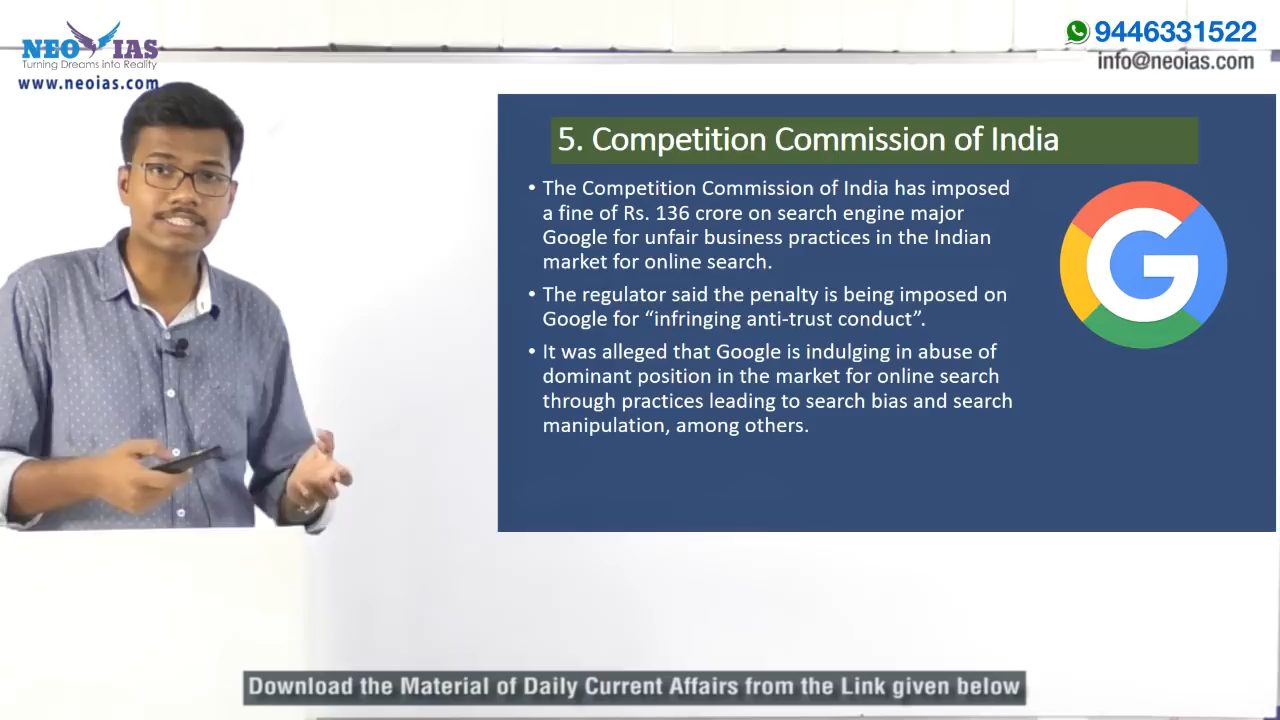 NEO IAS
Turning Dreams into Reality
www.neoias.com
9446331522
info@neoias.com
5. Competition Commission of India
• The Competition Commission of India has imposed
a fine of Rs. 136 crore on search engine major
Google for unfair business practices in the Indian
market for online search.
• The regulator said the penalty is being imposed on
Google for “infringing anti-trust conduct”.
• It was alleged that Google is indulging in abuse of
dominant position in the market for online search
through practices leading to search bias and search
manipulation, among others.
G
Download the Material of Daily Current Affairs from the Link given below